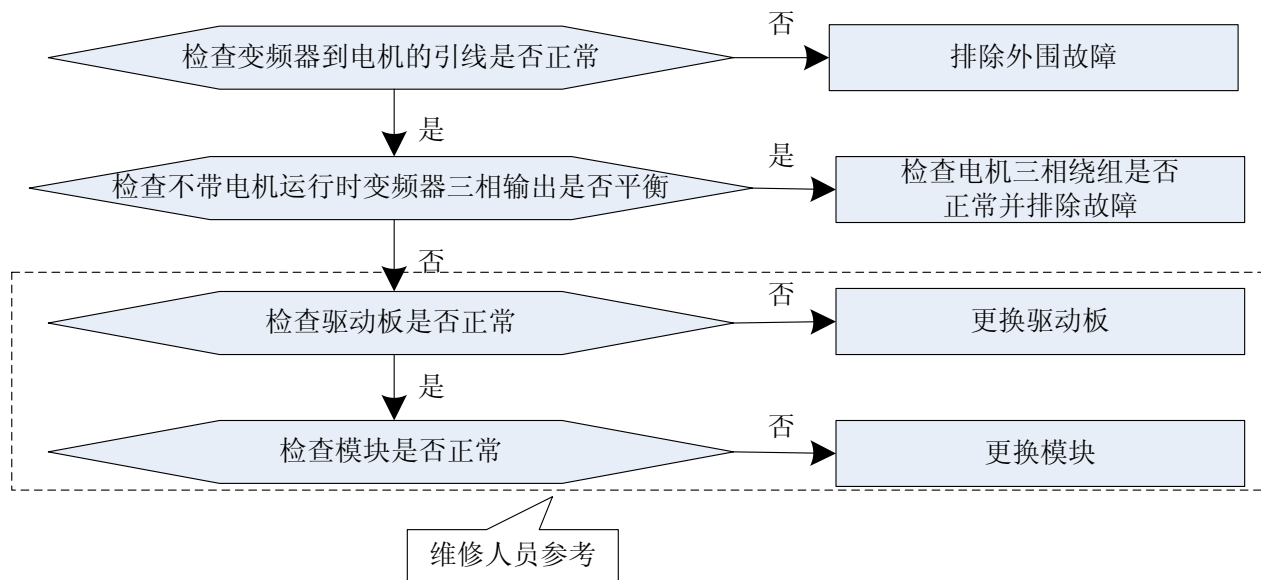 检查变频器到电机的引线是否正常
否
排除外围故障
是
检查不带电机运行时变频器三相输出是否平衡
是
检查电机三相绕组是否
正常并排除故障
否
检查驱动板是否正常
否
更换驱动板
是
检查模块是否正常
否
更换模块
维修人员参考